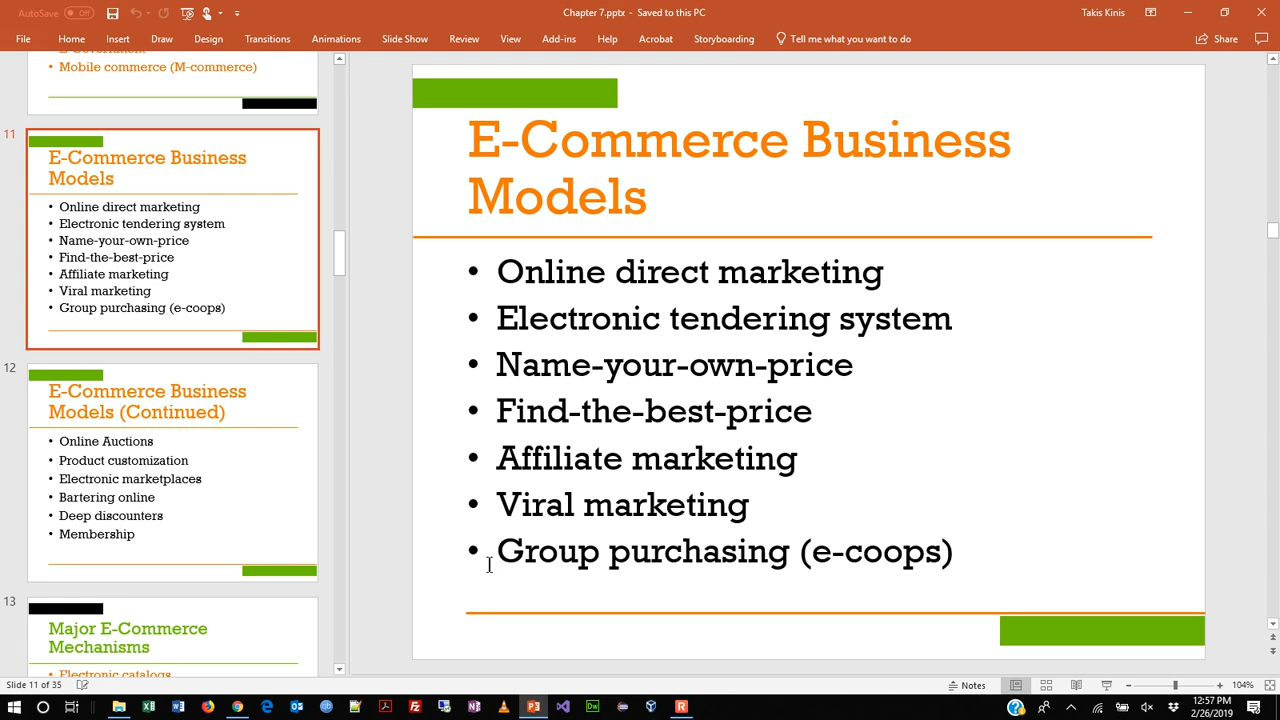 AutoSave Off
Chapter 7.pptx - Saved to this PC
Takis Kinis
File Home Insert Draw Design Transitions Animations Slide Show Review View Add-ins Help Acrobat Storyboarding Tell me what you want to do Share
E-Government
• Mobile commerce (M-commerce)
11
E-Commerce Business
Models
• Online direct marketing
• Electronic tendering system
• Name-your-own-price
• Find-the-best-price
• Affiliate marketing
• Viral marketing
• Group purchasing (e-coops)
12
E-Commerce Business
Models (Continued)
• Online Auctions
• Product customization
• Electronic marketplaces
• Bartering online
• Deep discounters
• Membership
13
Major E-Commerce
Mechanisms
• Electronic catalogs
E-Commerce Business
Models
• Online direct marketing
• Electronic tendering system
• Name-your-own-price
• Find-the-best-price
• Affiliate marketing
• Viral marketing
• Group purchasing (e-coops)
Slide 11 of 35
Notes
104%
12:57 PM
2/26/2019